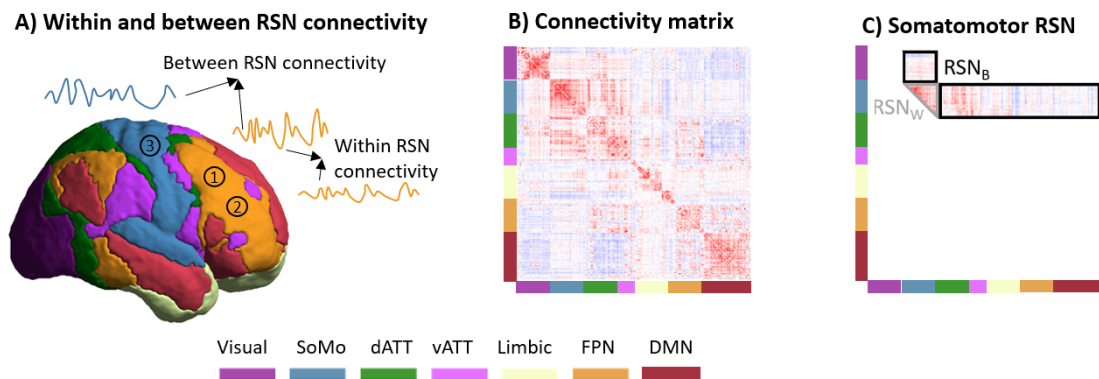 A) Within and between RSN connectivity
Between RSN connectivity
Within RSN
connectivity
3
1
2
B) Connectivity matrix
C) Somatomotor RSN
RSN_B
RSN_W
Visual SoMo dATT vATT Limbic FPN DMN